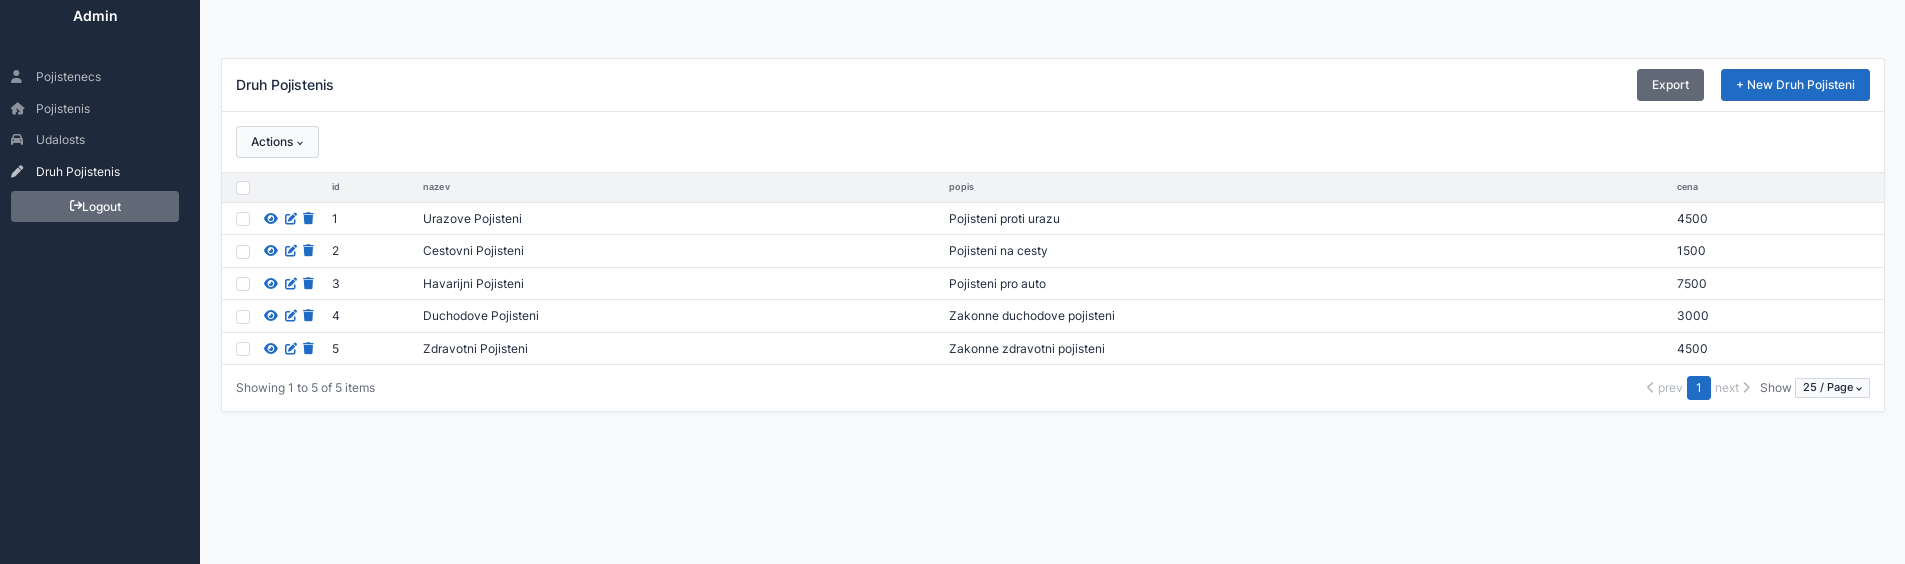 Admin
Pojistenecs
Pojistenis
Udalosts
Druh Pojistenis
Logout
Druh Pojistenis
Export
+ New Druh Pojisteni
Actions
id nazev popis cena
1 Urazove Pojisteni Pojisteni proti urazu 4500
2 Cestovni Pojisteni Pojisteni na cesty 1500
3 Havarijni Pojisteni Pojisteni pro auto 7500
4 Duchodove Pojisteni Zakonne duchodove pojisteni 3000
5 Zdravotni Pojisteni Zakonne zdravotni pojisteni 4500
Showing 1 to 5 of 5 items
prev 1 next Show 25 / Page